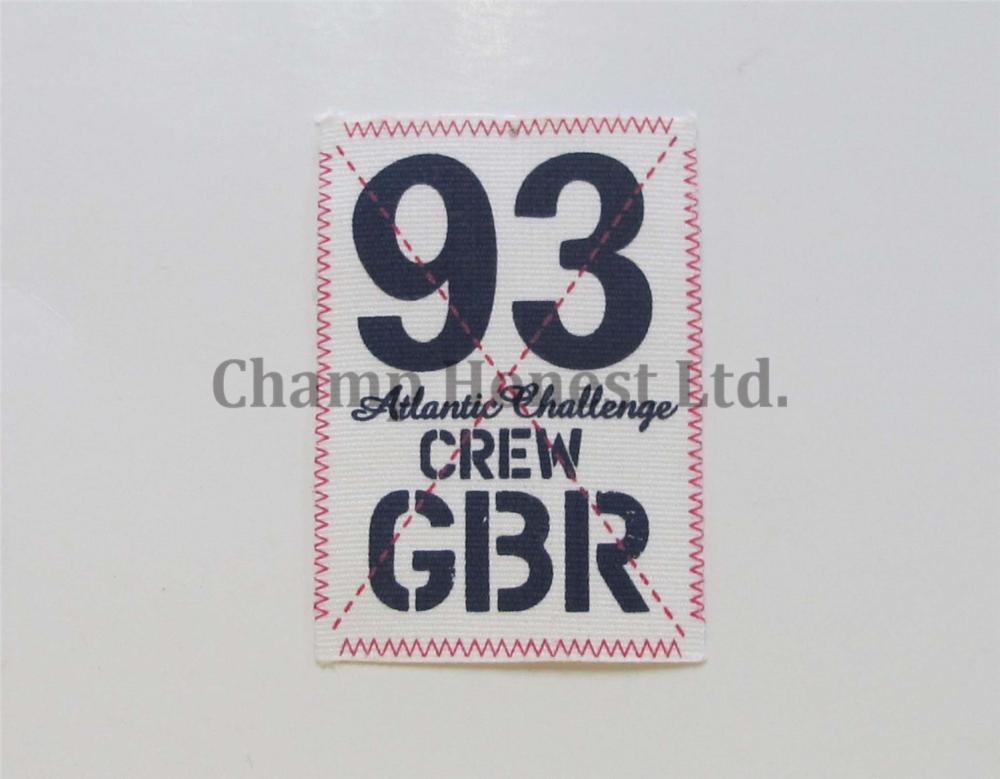 93
Champ Honest Ltd.
Atlantic Challenge
CREW
GBR